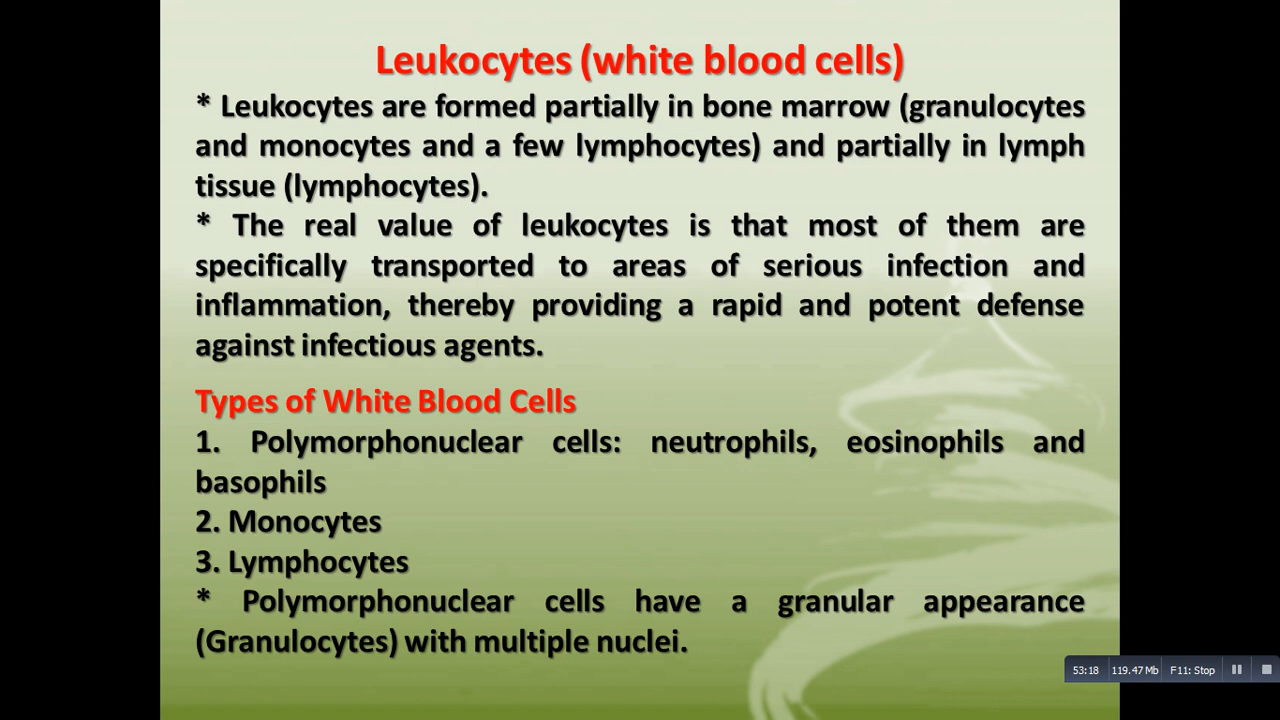 Leukocytes (white blood cells)
* Leukocytes are formed partially in bone marrow (granulocytes
and monocytes and a few lymphocytes) and partially in lymph
tissue (lymphocytes).
* The real value of leukocytes is that most of them are
specifically transported to areas of serious infection and
inflammation, thereby providing a rapid and potent defense
against infectious agents.
Types of White Blood Cells
1. Polymorphonuclear cells: neutrophils, eosinophils and
basophils
2. Monocytes
3. Lymphocytes
* Polymorphonuclear cells have a granular appearance
(Granulocytes) with multiple nuclei.
53:18 119.47 Mb F11: Stop